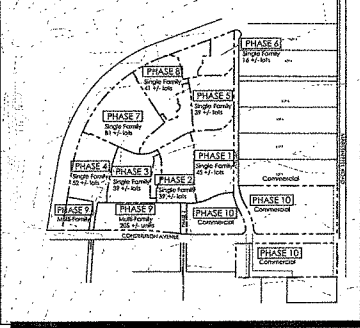 PHASE 6
Single Family
16 +/- lots
PHASE 8
Single Family
41 +/- lots
PHASE 5
Single Family
39 +/- lots
PHASE 7
Single Family
81 +/- lots
PHASE 4
Single Family
52 +/- lots
PHASE 3
Single Family
39 +/- lots
PHASE 2
Single Family
39 +/- lots
PHASE 1
Single Family
45 +/- lots
Commercial
PHASE 9
Multi-Family
PHASE 9
Multi-Family
205 +/- units
PHASE 10
Commercial
PHASE 10
Commercial
PHASE 10
Commercial
AVENUE
ROAD